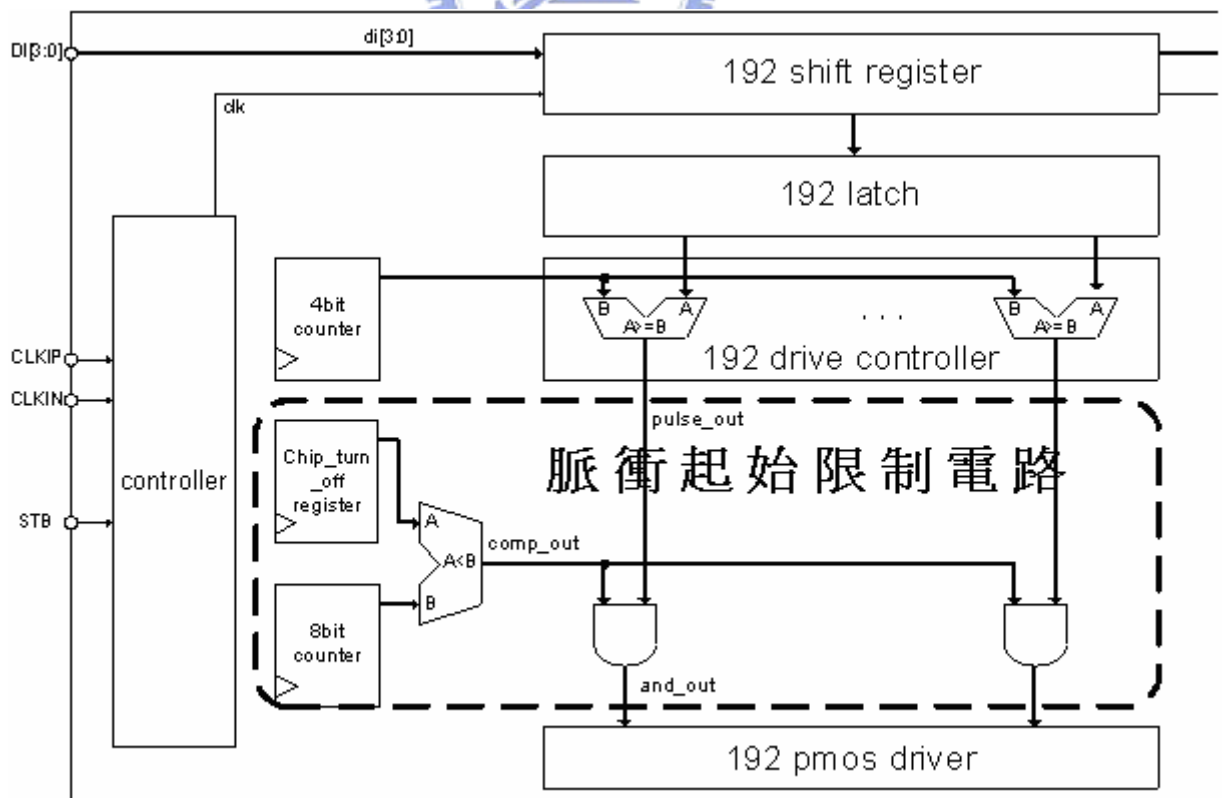 DI[3:0]
di[3:0]
192 shift register
clk
192 latch
4bit
counter
B
A
A>=B
. . .
B
A
A>=B
192 drive controller
CLKIP
CLKIN
STB
controller
pulse_out
脈衝起始限制電路
Chip_turn
_off
register
A
A<B
B
comp_out
8bit
counter
and_out
192 pmos driver